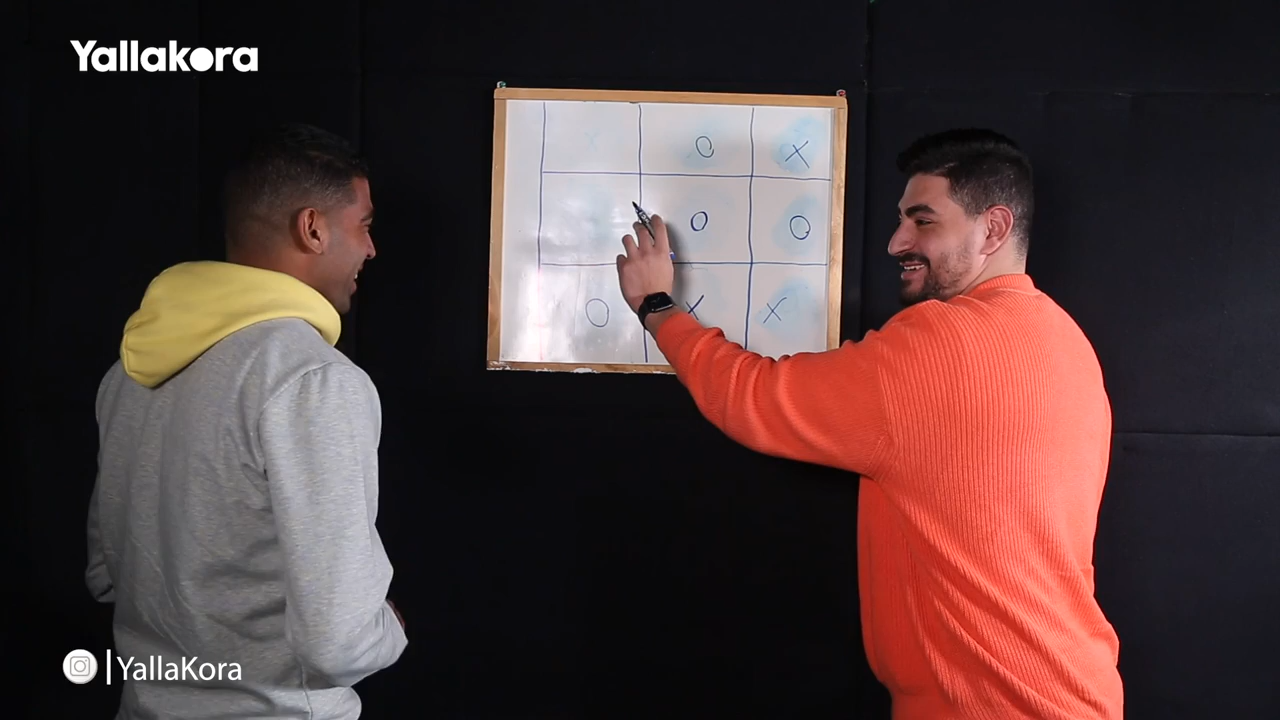 Yallakora
O X
O O
O X X
YallaKora